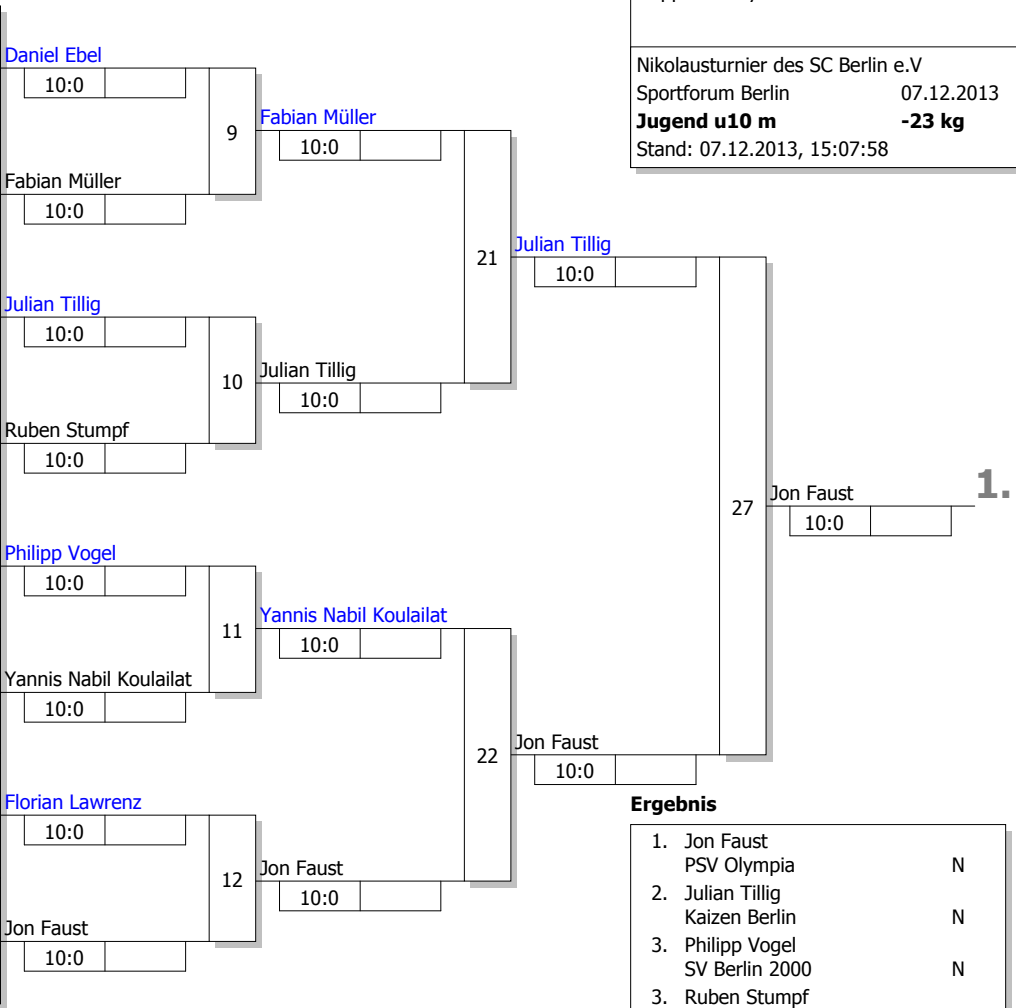 Nikolausturnier des SC Berlin e.V
Sportforum Berlin 07.12.2013
Jugend u10 m -23 kg
Stand: 07.12.2013, 15:07:58
Daniel Ebel
10:0
9
Fabian Müller
10:0
Fabian Müller
10:0
21
Julian Tillig
10:0
Julian Tillig
10:0
10
Julian Tillig
10:0
Ruben Stumpf
10:0
27
Jon Faust
1.
10:0
Philipp Vogel
10:0
11
Yannis Nabil Koulailat
10:0
Yannis Nabil Koulailat
10:0
22
Jon Faust
10:0
Florian Lawrenz
10:0
12
Jon Faust
10:0
Jon Faust
10:0
Ergebnis
1. Jon Faust
PSV Olympia N
2. Julian Tillig
Kaizen Berlin N
3. Philipp Vogel
SV Berlin 2000 N
3. Ruben Stumpf